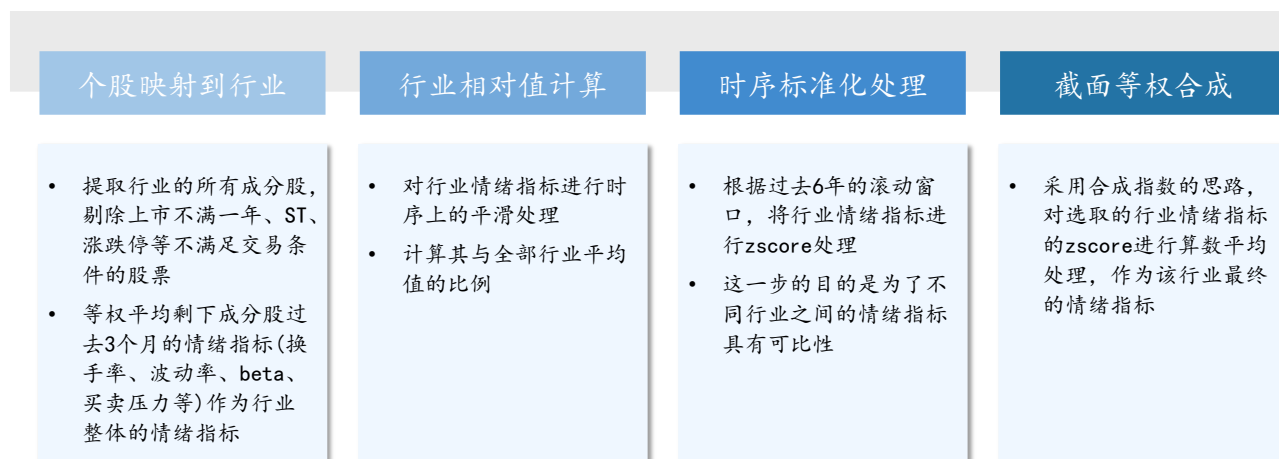 个股映射到行业
行业相对值计算
时序标准化处理
截面等权合成
• 提取行业的所有成分股,
剔除上市不满一年、ST、
涨跌停等不满足交易条
件的股票
• 等权平均剩下成分股过
去3个月的情绪指标(换
手率、波动率、beta、
买卖压力等)作为行业
整体的情绪指标
• 对行业情绪指标进行时
序上的平滑处理
• 计算其与全部行业平均
值的比例
• 根据过去6年的滚动窗
口，将行业情绪指标进
行zscore处理
• 这一步的目的是为了不
同行业之间的情绪指标
具有可比性
• 采用合成指数的思路，
对选取的行业情绪指标
的zscore进行算数平均
处理，作为该行业最终
的情绪指标